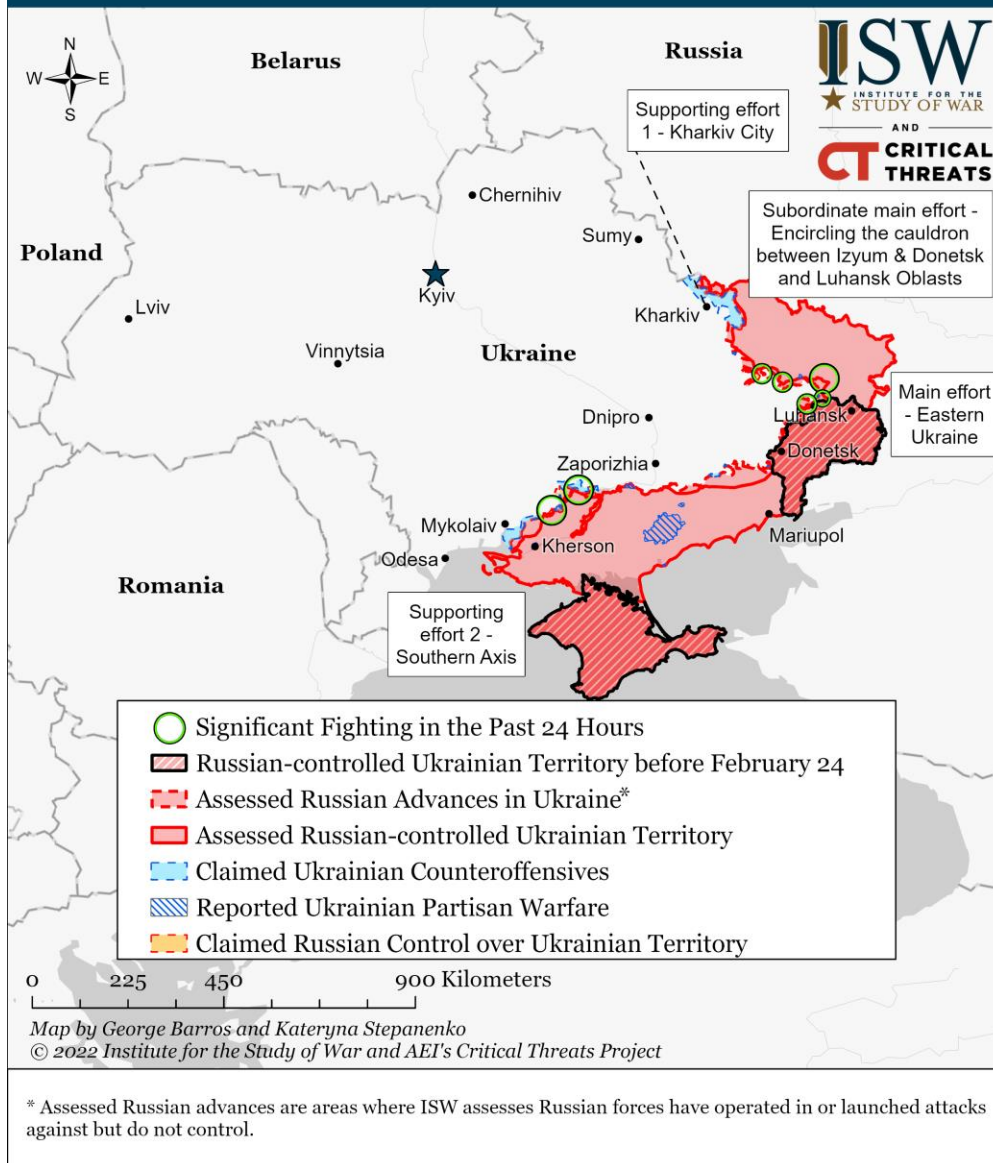 N
W
E
S
Belarus
Russia
ISW
INSTITUTE FOR THE
STUDY OF WAR
AND
CT CRITICAL
THREATS
Supporting effort
1 - Kharkiv City
Chernihiv
Subordinate main effort -
Encircling the cauldron
between Izyum & Donetsk
and Luhansk Oblasts
Sumy
Poland
Kyiv
Lviv
Kharkiv
Vinnytsia
Ukraine
Main effort
- Eastern
Ukraine
Dnipro
Luhansk
Donetsk
Zaporizhia
Mykolaiv
Mariupol
Kherson
Odesa
Romania
Supporting
effort 2 -
Southern Axis
Significant Fighting in the Past 24 Hours
Russian-controlled Ukrainian Territory before February 24
Assessed Russian Advances in Ukraine*
Assessed Russian-controlled Ukrainian Territory
Claimed Ukrainian Counteroffensives
Reported Ukrainian Partisan Warfare
Claimed Russian Control over Ukrainian Territory
0 225 450 900 Kilometers
Map by George Barros and Kateryna Stepanenko
© 2022 Institute for the Study of War and AEI's Critical Threats Project
* Assessed Russian advances are areas where ISW assesses Russian forces have operated in or launched attacks
against but do not control.